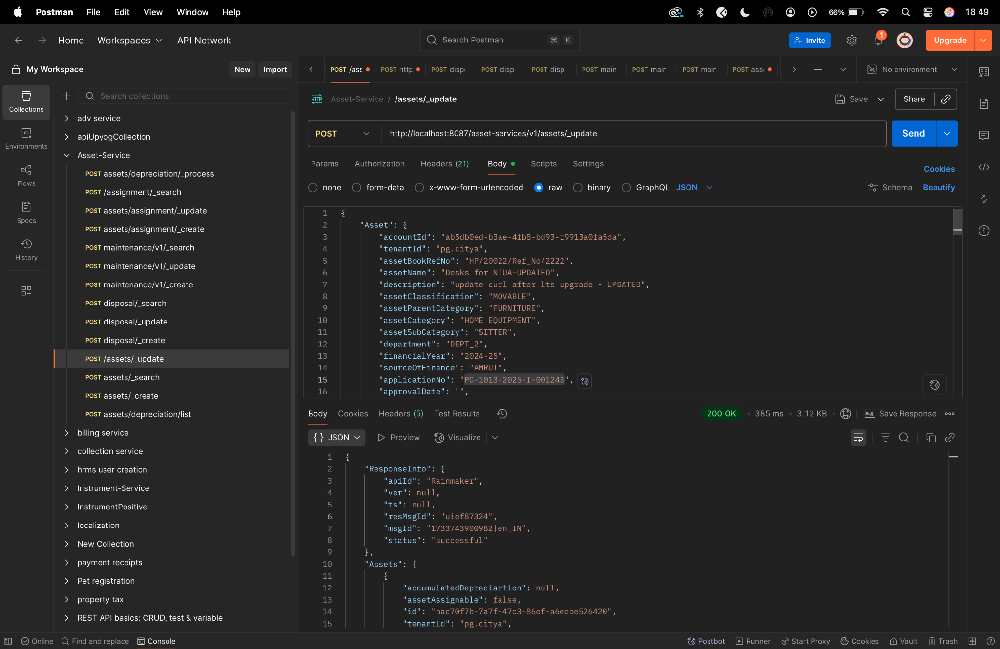 Postman File Edit View Window Help 66% 18 49
Home Workspaces API Network Search Postman ⌘ K Invite 1 Upgrade
My Workspace New Import POST /ass POST http POST disp POST disp POST disp POST main POST main POST main POST ass No environment
Collections
Environments
Flows
Specs
History
Search collections
adv service
apiUpyogCollection
Asset-Service
POST assets/depreciation/_process
POST /assignment/_search
POST assets/assignment/_update
POST assets/assignment/_create
POST maintenance/v1/_search
POST maintenance/v1/_update
POST maintenance/v1/_create
POST disposal/_search
POST disposal/_update
POST disposal/_create
POST /assets/_update
POST assets/_search
POST assets/_create
POST assets/depreciation/list
billing service
collection service
hrms user creation
Instrument-Service
InstrumentPositive
localization
New Collection
payment receipts
Pet registration
property tax
REST API basics: CRUD, test & variable
HTTP Asset-Service / /assets/_update Save Share
POST http://localhost:8087/asset-services/v1/assets/_update Send
Params Authorization Headers (21) Body Scripts Settings Cookies
none form-data x-www-form-urlencoded raw binary GraphQL JSON Schema Beautify
1 {
2 "Asset": {
3 "accountId": "ab5db0ed-b3ae-4fb8-bd93-f9913a0fa5da",
4 "tenantId": "pg.citya",
5 "assetBookRefNo": "HP/20022/Ref_No/2222",
6 "assetName": "Desks for NIUA-UPDATED",
7 "description": "update curl after lts upgrade - UPDATED",
8 "assetClassification": "MOVABLE",
9 "assetParentCategory": "FURNITURE",
10 "assetCategory": "HOME_EQUIPMENT",
11 "assetSubCategory": "SITTER",
12 "department": "DEPT_2",
13 "financialYear": "2024-25",
14 "sourceOfFinance": "AMRUT",
15 "applicationNo": "PG-1013-2025-I-001243",
16 "approvalDate": "",
Body Cookies Headers (5) Test Results 200 OK • 385 ms • 3.12 KB • e.g. Save Response
{} JSON Preview Visualize
1 {
2 "ResponseInfo": {
3 "apiId": "Rainmaker",
4 "ver": null,
5 "ts": null,
6 "resMsgId": "uief87324",
7 "msgId": "1733743900982|en_IN",
8 "status": "successful"
9 },
10 "Assets": [
11 {
12 "accumulatedDepreciartion": null,
13 "assetAssignable": false,
14 "id": "bac70f7b-7a7f-47c3-86ef-a6eebe526420",
15 "tenantId": "pg.citya",
Online Find and replace Console Postbot Runner Start Proxy Cookies Vault Trash